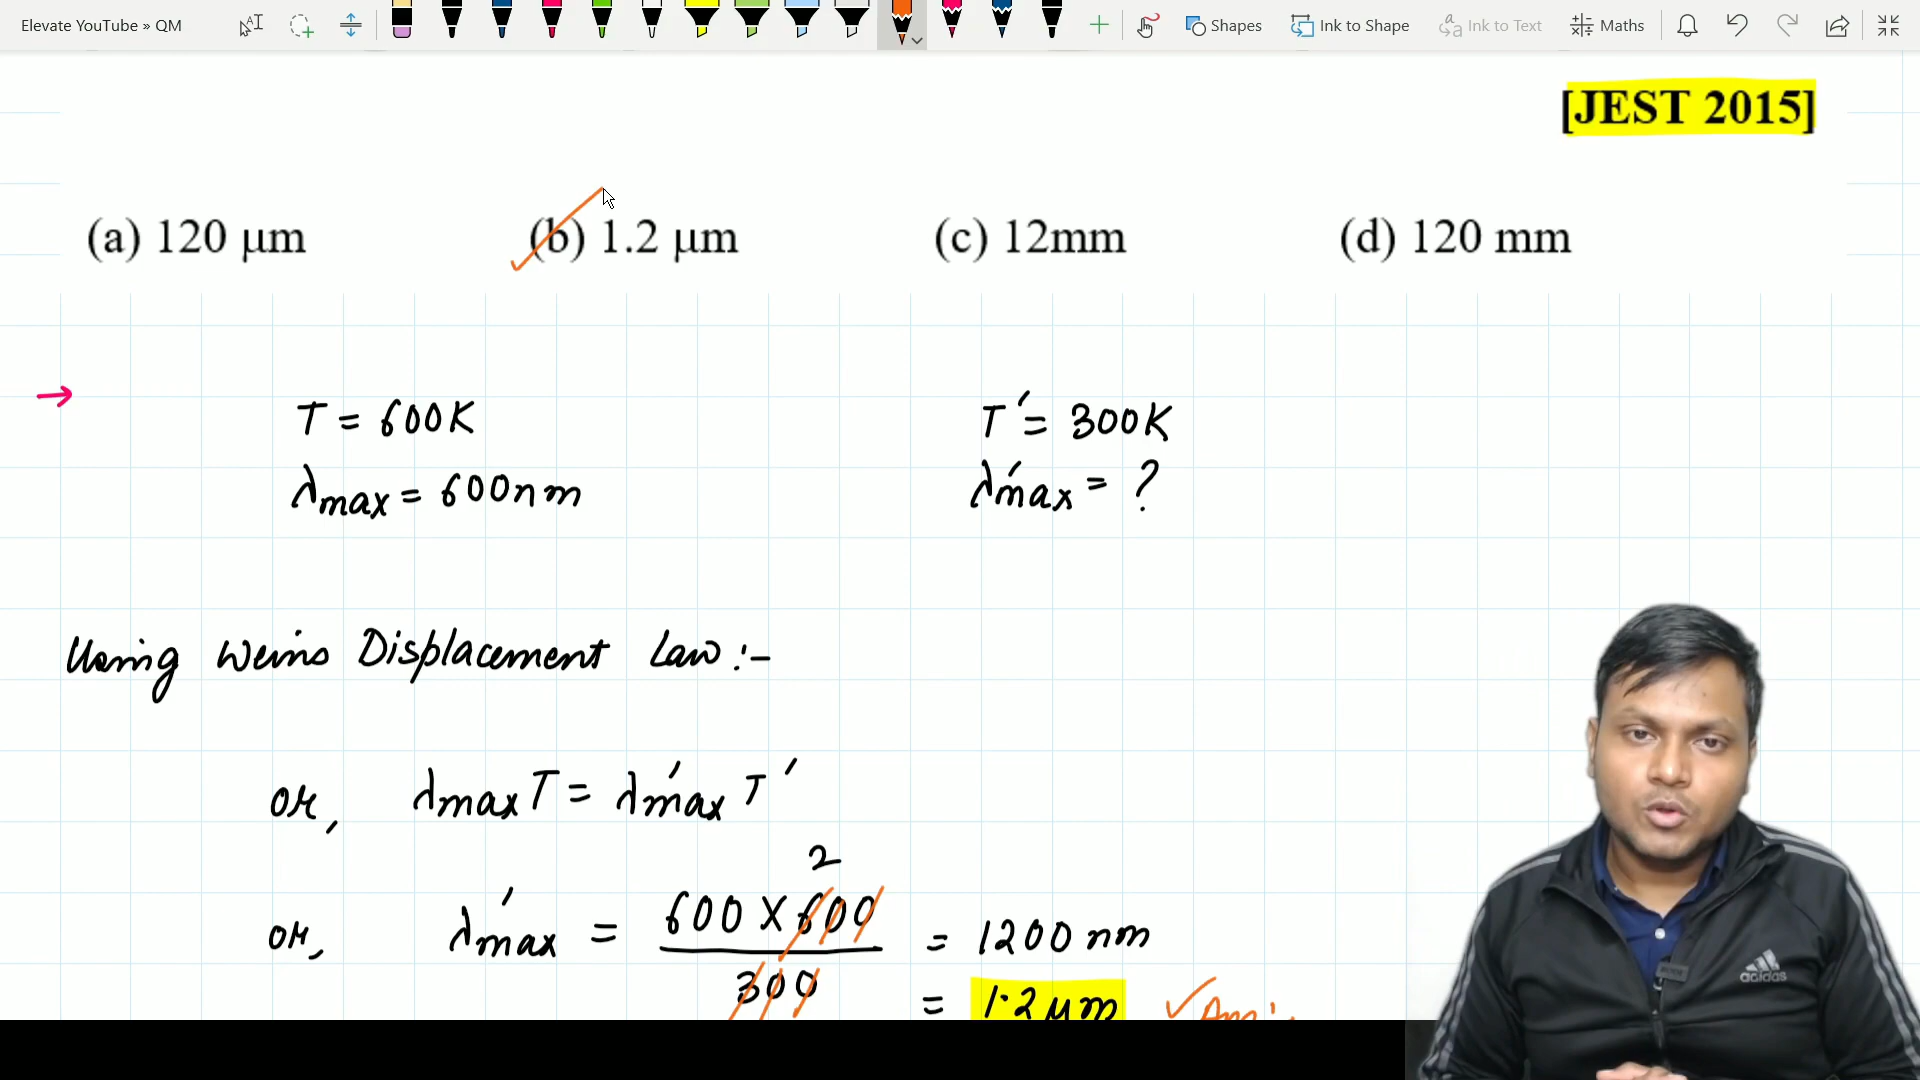 Elevate YouTube » QM
Shapes Ink to Shape Ink to Text Maths
[JEST 2015]
(a) 120 μm (b) 1.2 μm (c) 12mm (d) 120 mm
→ T = 600K T′ = 300K
λmax = 600nm λ′max = ?
Using Weins Displacement Law :-
or, λmax T = λ′max T′
2
or, λ′max = 600 X 600 / 300 = 1200 nm
= 1.2 μm ✓Ans:
adidas